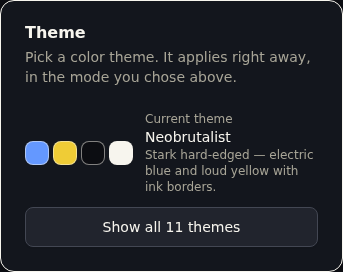 Theme
Pick a color theme. It applies right away,
in the mode you chose above.
Current theme
Neobrutalist
Stark hard-edged — electric
blue and loud yellow with
ink borders.
Show all 11 themes